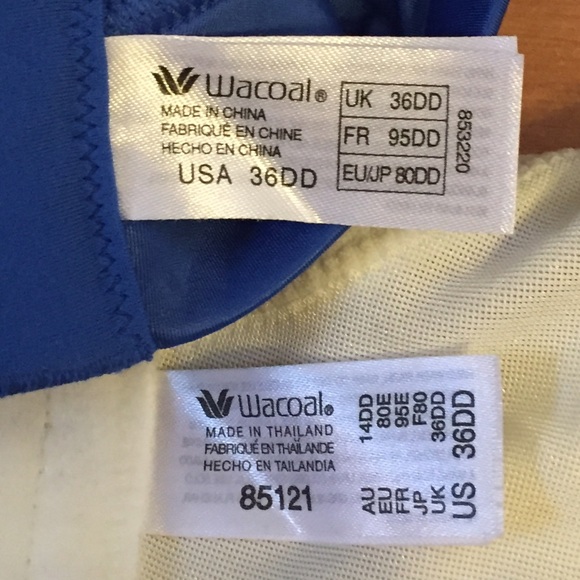 Wacoal®
MADE IN CHINA
FABRIQUÉ EN CHINE
HECHO EN CHINA
USA 36DD
UK 36DD
FR 95DD
EU/JP 80DD
853220
Wacoal®
MADE IN THAILAND
FABRIQUÉ EN THAÏLANDE
HECHO EN TAILANDIA
85121
AU 14DD
EU 80E
FR 95E
JP F80
UK 36DD
US 36DD